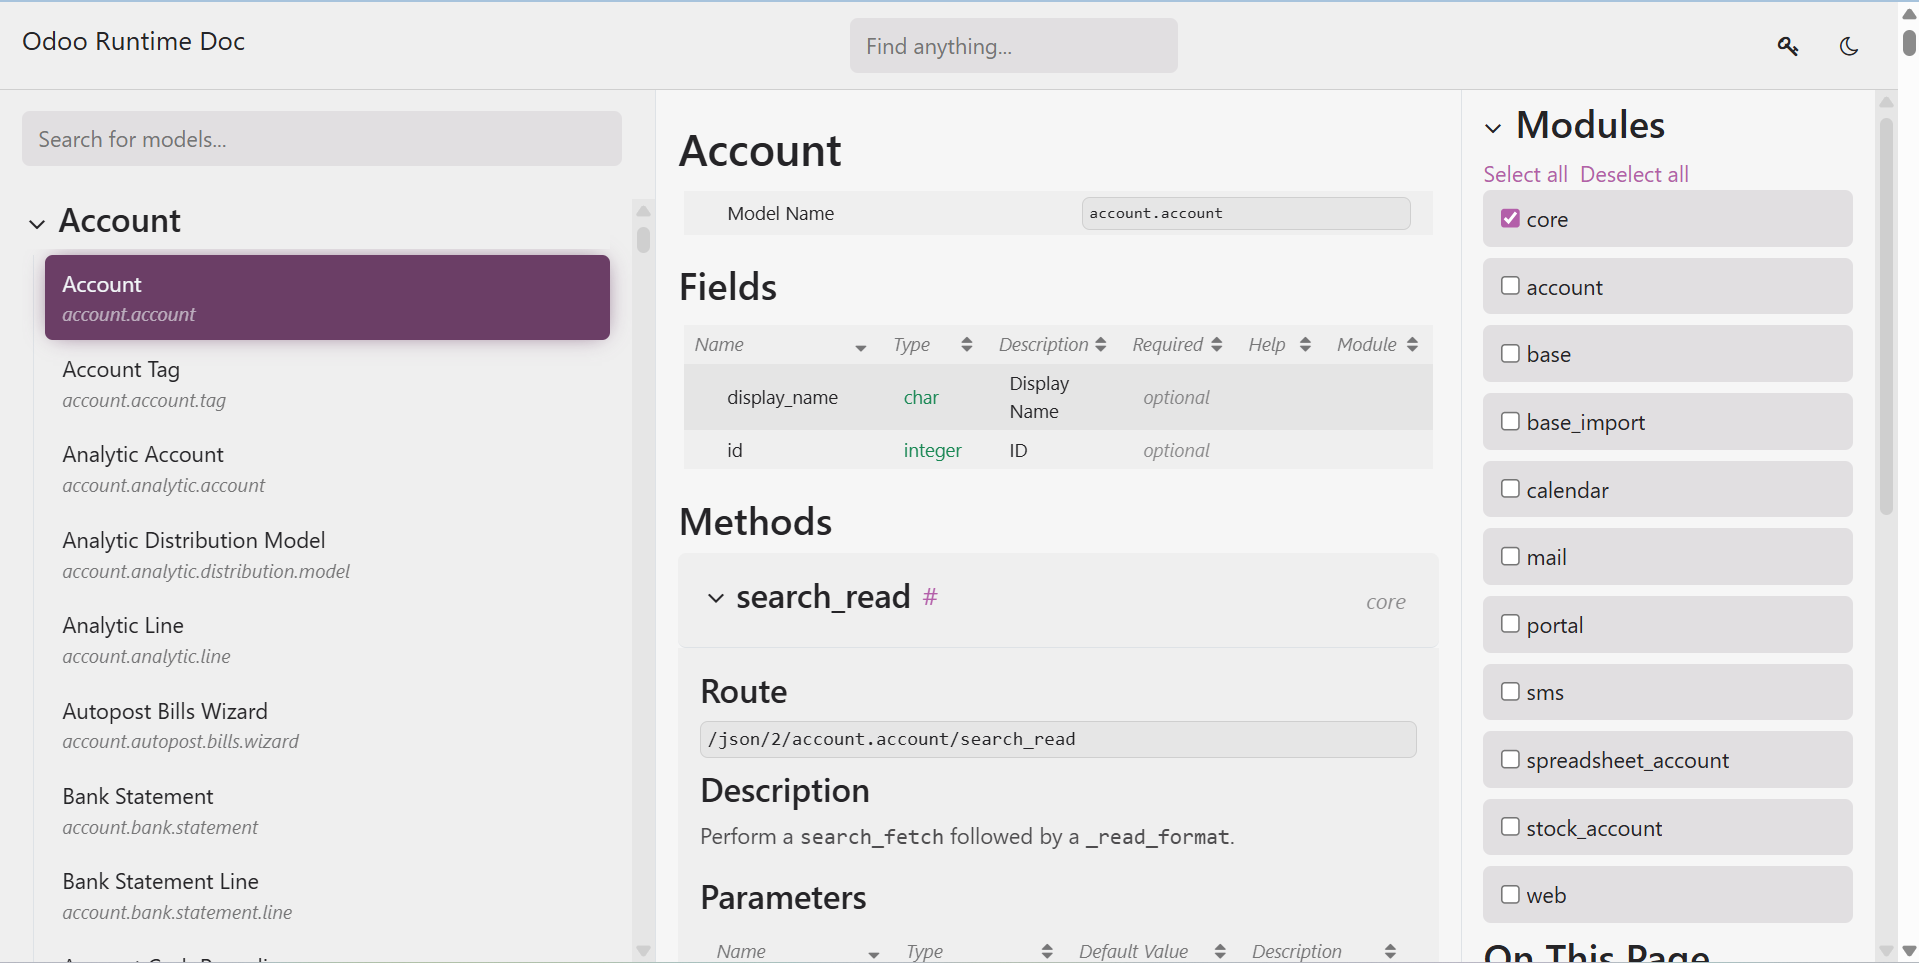 Odoo Runtime Doc
Find anything...
Search for models...
Account
Account
account.account
Account Tag
account.account.tag
Analytic Account
account.analytic.account
Analytic Distribution Model
account.analytic.distribution.model
Analytic Line
account.analytic.line
Autopost Bills Wizard
account.autopost.bills.wizard
Bank Statement
account.bank.statement
Bank Statement Line
account.bank.statement.line
Account
Model Name account.account
Fields
Name Type Description Required Help Module
display_name char Display Name optional
id integer ID optional
Methods
search_read # core
Route
/json/2/account.account/search_read
Description
Perform a search_fetch followed by a _read_format.
Parameters
Name Type Default Value Description
Modules
Select all Deselect all
core
account
base
base_import
calendar
mail
portal
sms
spreadsheet_account
stock_account
web
On This Page